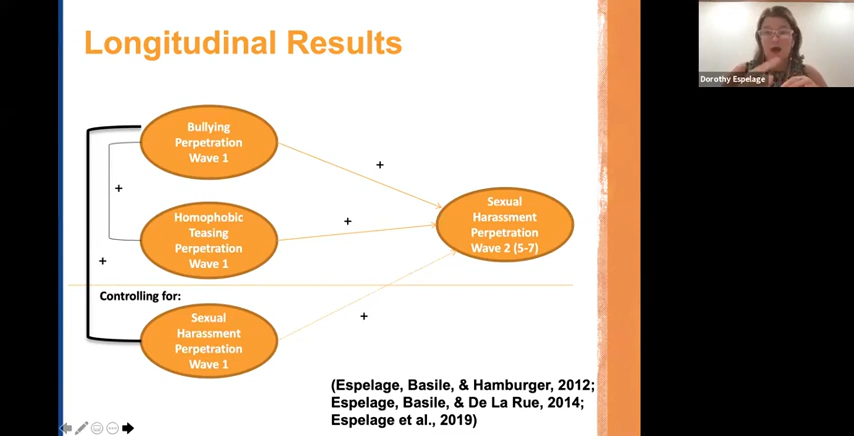 Longitudinal Results
Dorothy Espelage
Bullying
Perpetration
Wave 1
+
+
Homophobic
Teasing
Perpetration
Wave 1
+
Sexual
Harassment
Perpetration
Wave 2 (5-7)
+
Controlling for:
Sexual
Harassment
Perpetration
Wave 1
+
(Espelage, Basile, & Hamburger, 2012;
Espelage, Basile, & De La Rue, 2014;
Espelage et al., 2019)